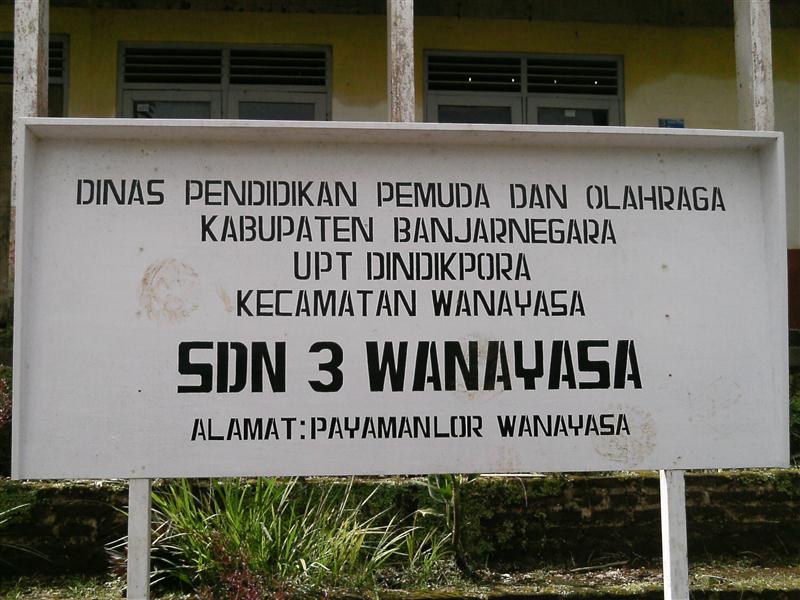 DINAS PENDIDIKAN PEMUDA DAN OLAHRAGA
KABUPATEN BANJARNEGARA
UPT DINDIKPORA
KECAMATAN WANAYASA
SDN 3 WANAYASA
ALAMAT:PAYAMANLOR WANAYASA